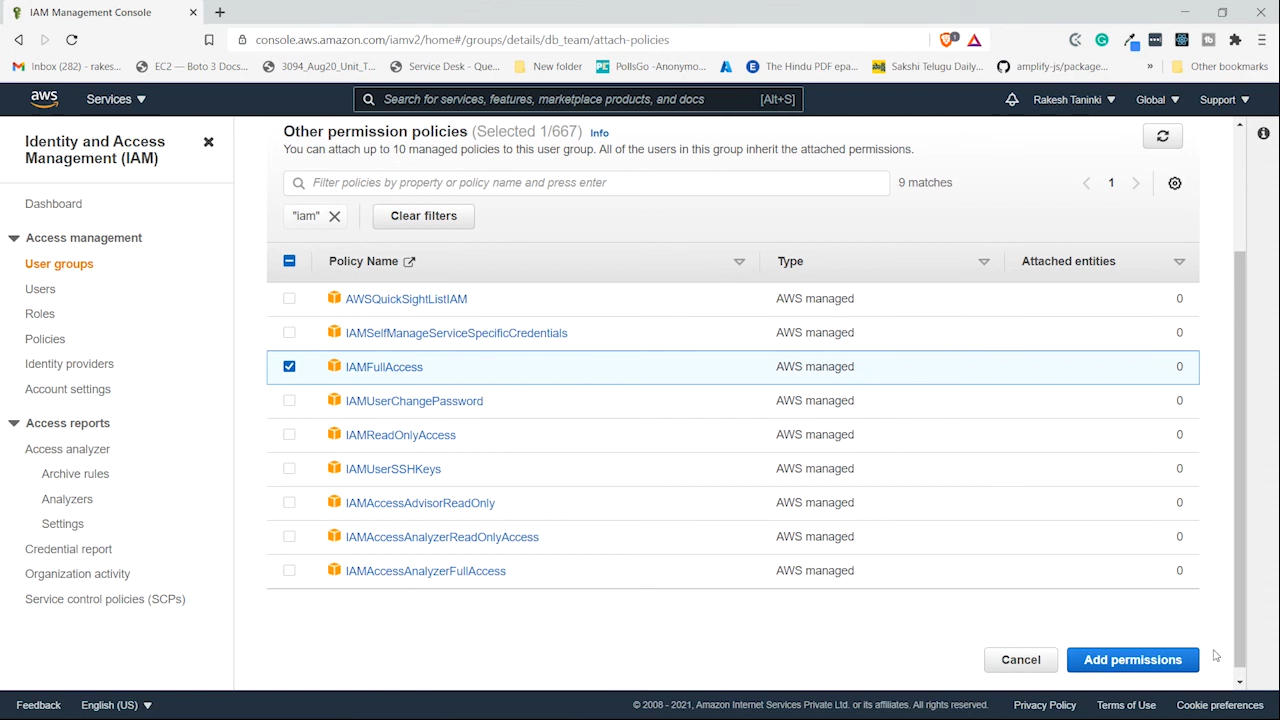 IAM Management Console
console.aws.amazon.com/iamv2/home#/groups/details/db_team/attach-policies
1
Inbox (282) - rakes...
EC2 — Boto 3 Docs...
3094_Aug20_Unit_T...
Service Desk - Que...
New folder
PollsGo -Anonymo...
The Hindu PDF epa...
Sakshi Telugu Daily...
amplify-js/package...
»
Other bookmarks
aws
Services
Search for services, features, marketplace products, and docs [Alt+S]
Rakesh Taninki
Global
Support
Identity and Access
Management (IAM)
Dashboard
Access management
User groups
Users
Roles
Policies
Identity providers
Account settings
Access reports
Access analyzer
Archive rules
Analyzers
Settings
Credential report
Organization activity
Service control policies (SCPs)
Other permission policies (Selected 1/667) Info
You can attach up to 10 managed policies to this user group. All of the users in this group inherit the attached permissions.
Filter policies by property or policy name and press enter
9 matches
1
"iam"
Clear filters
Policy Name Type Attached entities
AWSQuickSightListIAM AWS managed 0
IAMSelfManageServiceSpecificCredentials AWS managed 0
IAMFullAccess AWS managed 0
IAMUserChangePassword AWS managed 0
IAMReadOnlyAccess AWS managed 0
IAMUserSSHKeys AWS managed 0
IAMAccessAdvisorReadOnly AWS managed 0
IAMAccessAnalyzerReadOnlyAccess AWS managed 0
IAMAccessAnalyzerFullAccess AWS managed 0
Cancel
Add permissions
Feedback
English (US)
© 2008 - 2021, Amazon Internet Services Private Ltd. or its affiliates. All rights reserved.
Privacy Policy
Terms of Use
Cookie preferences